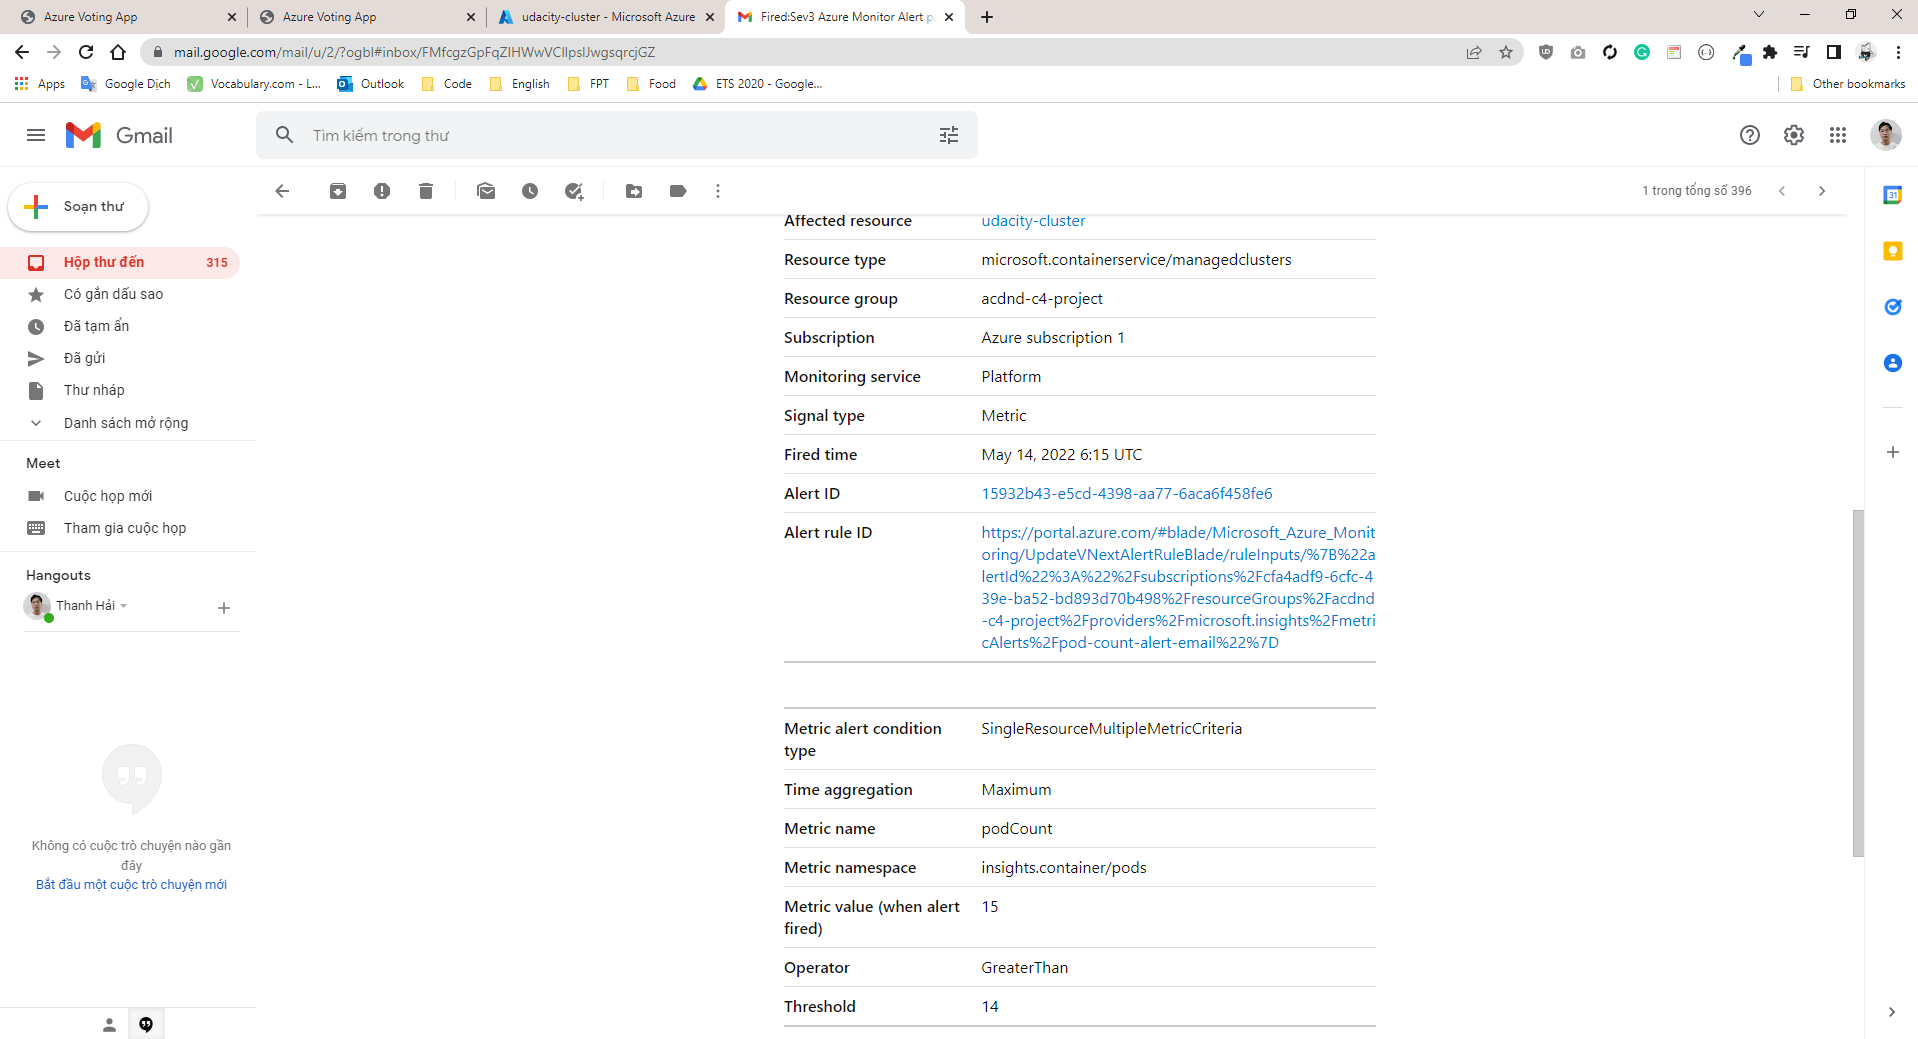 Azure Voting App
Azure Voting App
udacity-cluster - Microsoft Azure
Fired:Sev3 Azure Monitor Alert p
mail.google.com/mail/u/2/?ogbl#inbox/
Apps
Google Dịch
Vocabulary.com - L...
Outlook
Code
English
FPT
Food
ETS 2020 - Google...
Other bookmarks
Gmail
Tìm kiếm trong thư
Soạn thư
1 trong tổng số 396
Hộp thư đến 315
Có gắn dấu sao
Đã tạm ẩn
Đã gửi
Thư nháp
Danh sách mở rộng
Meet
Cuộc họp mới
Tham gia cuộc họp
Hangouts
Thanh Hải
Không có cuộc trò chuyện nào gần
đây
Bắt đầu một cuộc trò chuyện mới
Affected resource udacity-cluster
Resource type microsoft.containerservice/managedclusters
Resource group acdnd-c4-project
Subscription Azure subscription 1
Monitoring service Platform
Signal type Metric
Fired time May 14, 2022 6:15 UTC
Alert ID 15932b43-e5cd-4398-aa77-6aca6f458fe6
Alert rule ID https://portal.azure.com/#blade/Microsoft_Azure_Monit
oring/UpdateVNextAlertRuleBlade/ruleInputs/%7B%22a
lertId%22%3A%22%2Fsubscriptions%2Fcfa4adf9-6cfc-4
39e-ba52-bd893d70b498%2FresourceGroups%2Facdnd
-c4-project%2Fproviders%2Fmicrosoft.insights%2Fmetri
cAlerts%2Fpod-count-alert-email%22%7D
Metric alert condition SingleResourceMultipleMetricCriteria
type
Time aggregation Maximum
Metric name podCount
Metric namespace insights.container/pods
Metric value (when alert 15
fired)
Operator GreaterThan
Threshold 14
31